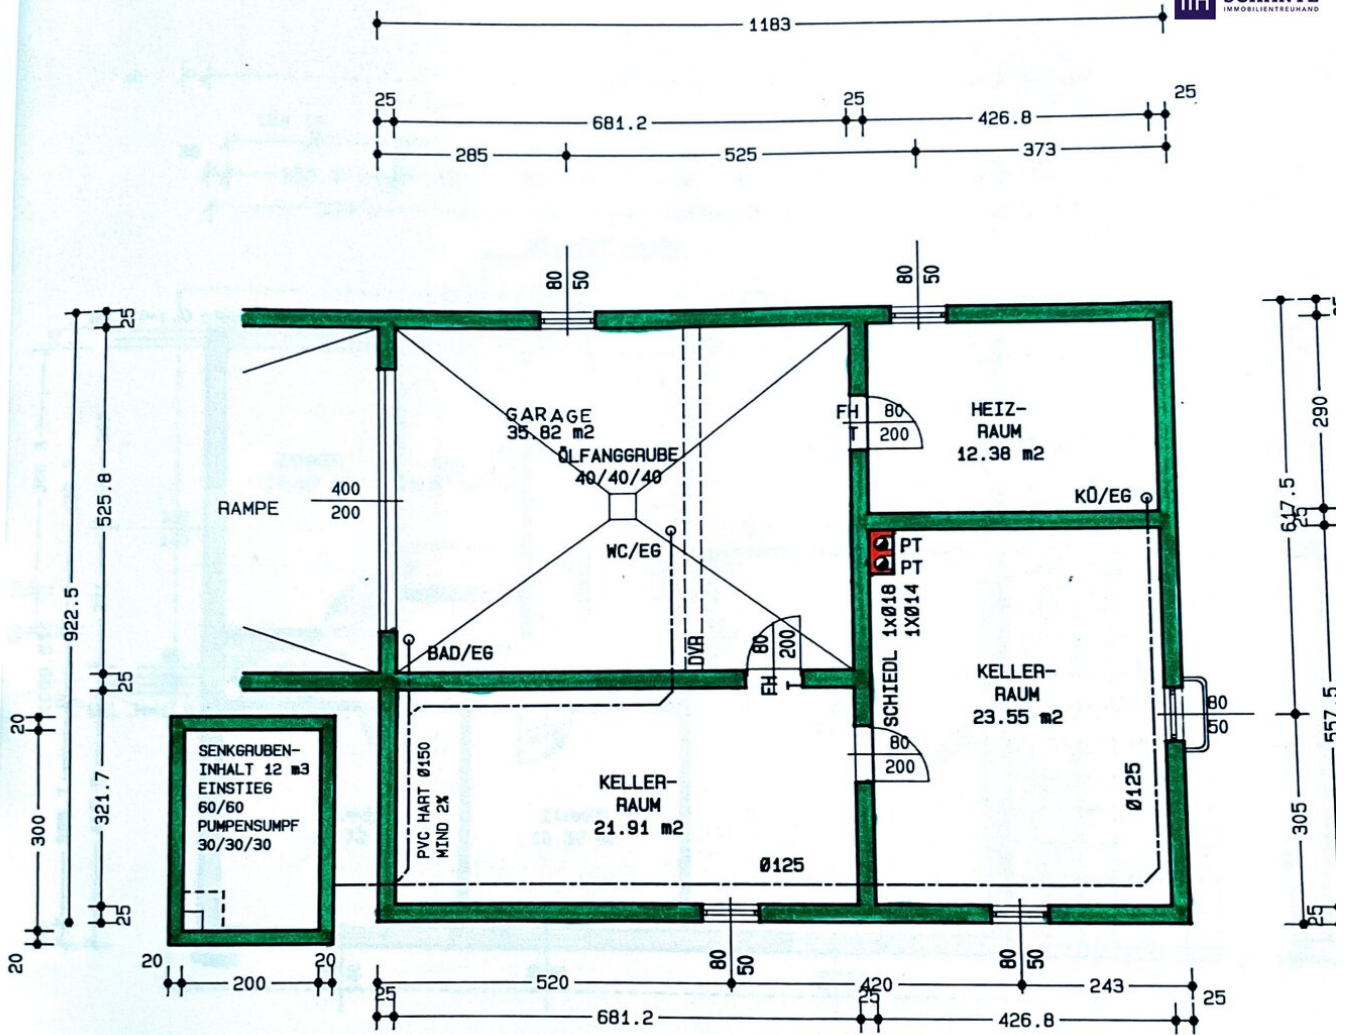 IMMOBILIENTREUHAND
1183
25
25
25
681.2
426.8
285
525
373
80
50
80
50
25
525.8
922.5
25
321.7
25
20
300
20
RAMPE
400
200
GARAGE
35.82 m2
ÖLFANGGRUBE
40/40/40
WC/EG
BAD/EG
DVR
80
200
FH
T
FH
T
80
200
HEIZ-
RAUM
12.38 m2
KÜ/EG
PT
PT
SCHIEDL 1XØ18
1XØ14
KELLER-
RAUM
23.55 m2
80
50
80
200
Ø125
290
617.5
25
557.5
305
25
SENKGRUBEN-
INHALT 12 m3
EINSTIEG
60/60
PUMPENSUMPF
30/30/30
PVC HART Ø150
MIND 2%
KELLER-
RAUM
21.91 m2
Ø125
80
50
80
50
20
200
20
25
520
25
420
243
25
681.2
426.8